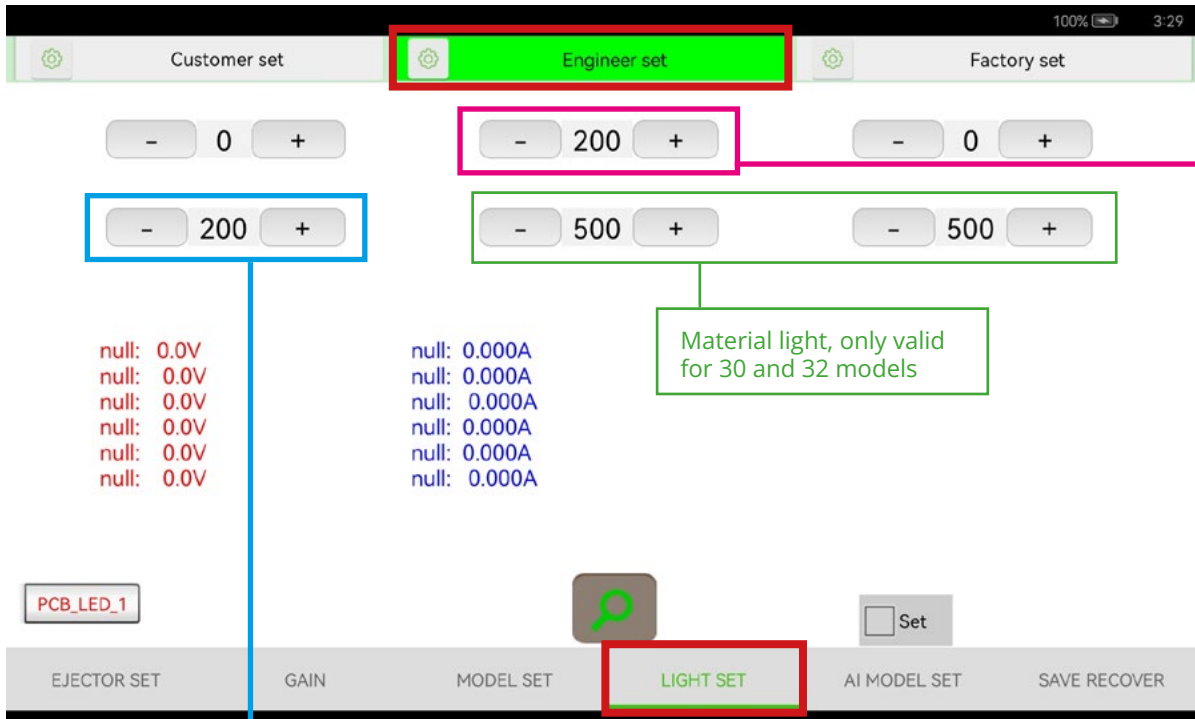 100% 3:29
Customer set Engineer set Factory set
- 0 + - 200 + - 0 +
- 200 + - 500 + - 500 +
Material light, only valid
for 30 and 32 models
null: 0.0V null: 0.000A
null: 0.0V null: 0.000A
null: 0.0V null: 0.000A
null: 0.0V null: 0.000A
null: 0.0V null: 0.000A
null: 0.0V null: 0.000A
PCB_LED_1
Set
EJECTOR SET GAIN MODEL SET LIGHT SET AI MODEL SET SAVE RECOVER